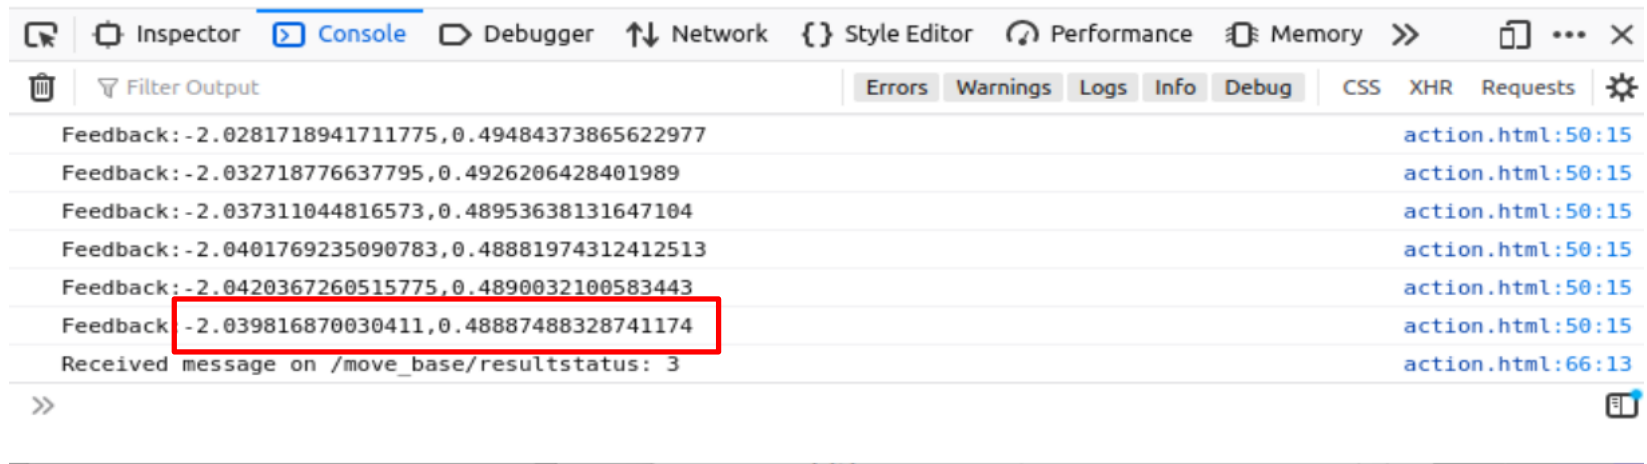 Inspector Console Debugger Network {} Style Editor Performance Memory
Filter Output Errors Warnings Logs Info Debug CSS XHR Requests
Feedback:-2.0281718941711775,0.49484373865622977 action.html:50:15
Feedback:-2.032718776637795,0.4926206428401989 action.html:50:15
Feedback:-2.037311044816573,0.48953638131647104 action.html:50:15
Feedback:-2.0401769235090783,0.48881974312412513 action.html:50:15
Feedback:-2.0420367260515775,0.4890032100583443 action.html:50:15
Feedback:-2.039816870030411,0.48887488328741174 action.html:50:15
Received message on /move_base/resultstatus: 3 action.html:66:13